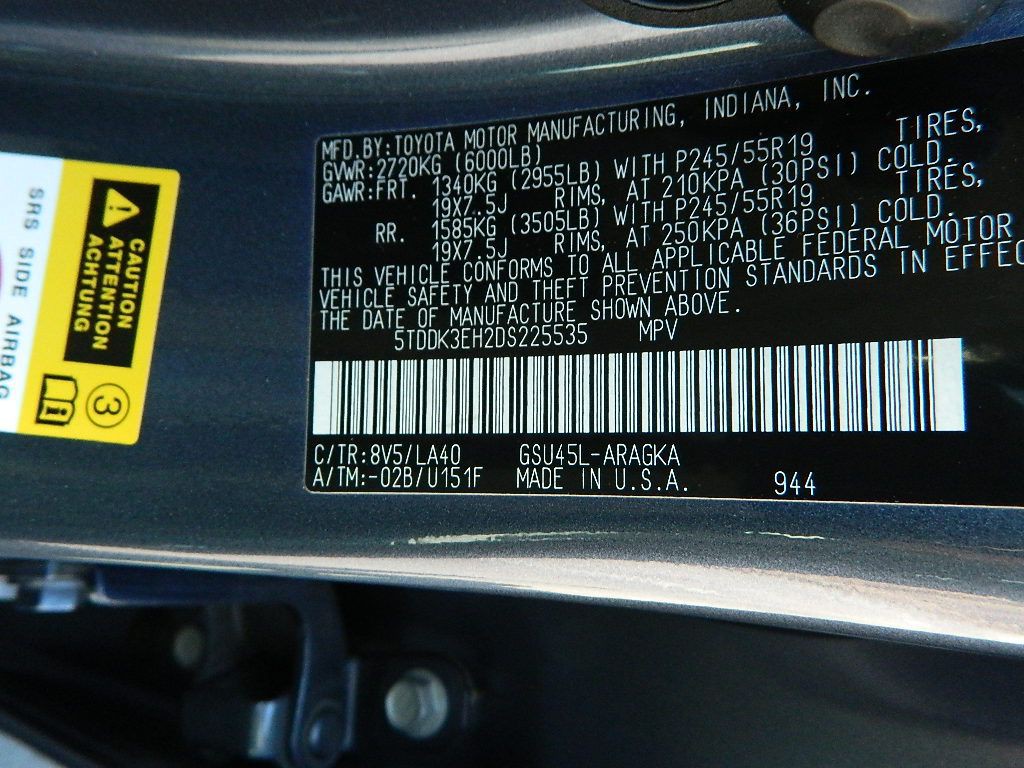 MFD.BY:TOYOTA MOTOR MANUFACTURING, INDIANA, INC.
GVWR:2720KG (6000LB)
GAWR:FRT. 1340KG (2955LB) WITH P245/55R19 TIRES,
19X7.5J RIMS, AT 210KPA (30PSI) COLD.
RR. 1585KG (3505LB) WITH P245/55R19 TIRES,
19X7.5J RIMS, AT 250KPA (36PSI) COLD.
THIS VEHICLE CONFORMS TO ALL APPLICABLE FEDERAL MOTOR
VEHICLE SAFETY AND THEFT PREVENTION STANDARDS IN EFFEC
THE DATE OF MANUFACTURE SHOWN ABOVE.
5TDDK3EH2DS225535 MPV
C/TR:8V5/LA40 GSU45L-ARAGKA
A/TM:-02B/U151F MADE IN U.S.A. 944
CAUTION
ATTENTION
ACHTUNG
3
SRS SIDE AIRBAG